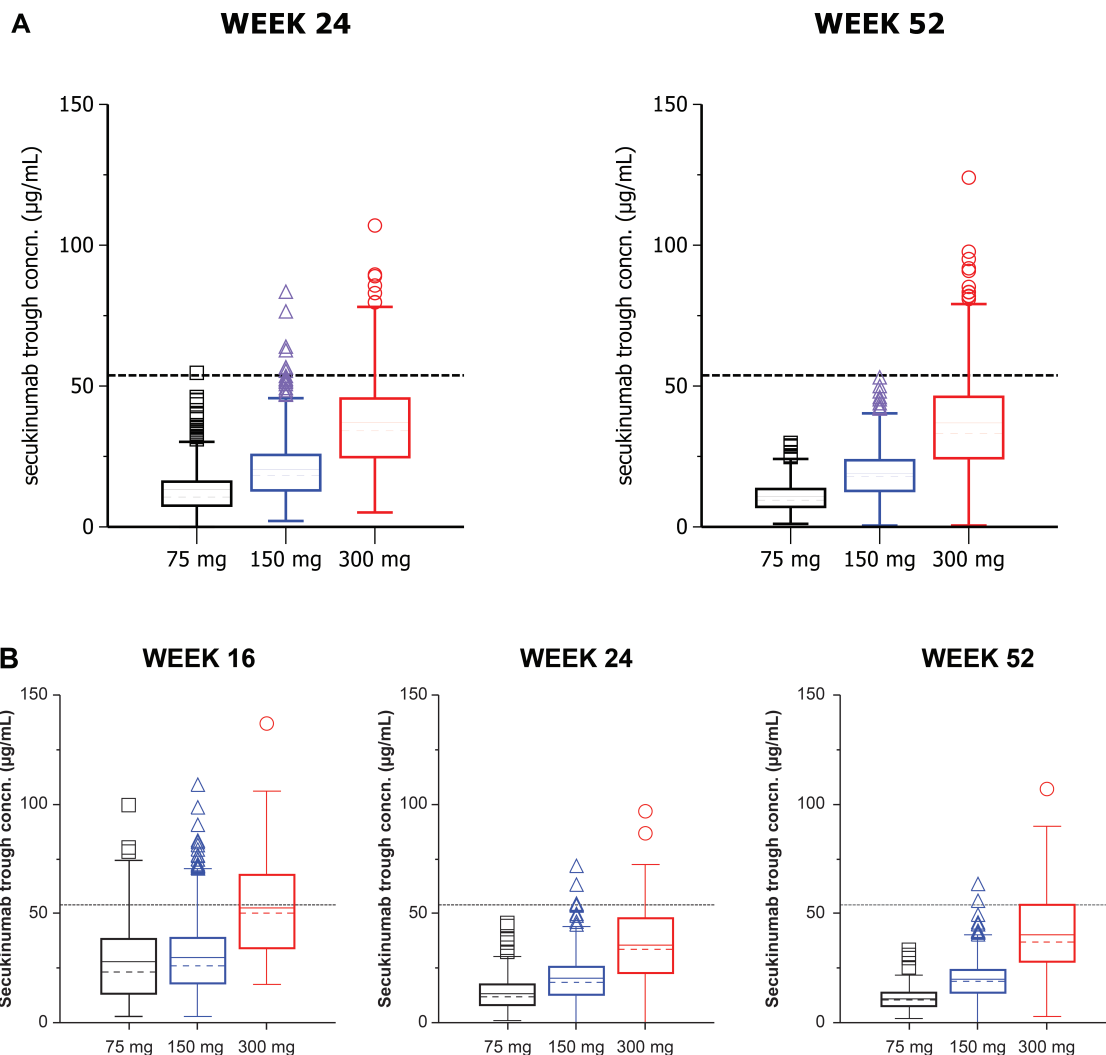 A
WEEK 24
WEEK 52
secukinumab trough concn. (µg/mL)
150
100
50
0
75 mg 150 mg 300 mg
secukinumab trough concn. (µg/mL)
150
100
50
0
75 mg 150 mg 300 mg
B
WEEK 16
WEEK 24
WEEK 52
Secukinumab trough concn. (µg/mL)
150
100
50
0
75 mg 150 mg 300 mg
Secukinumab trough concn. (µg/mL)
150
100
50
0
75 mg 150 mg 300 mg
Secukinumab trough concn. (µg/mL)
150
100
50
0
75 mg 150 mg 300 mg